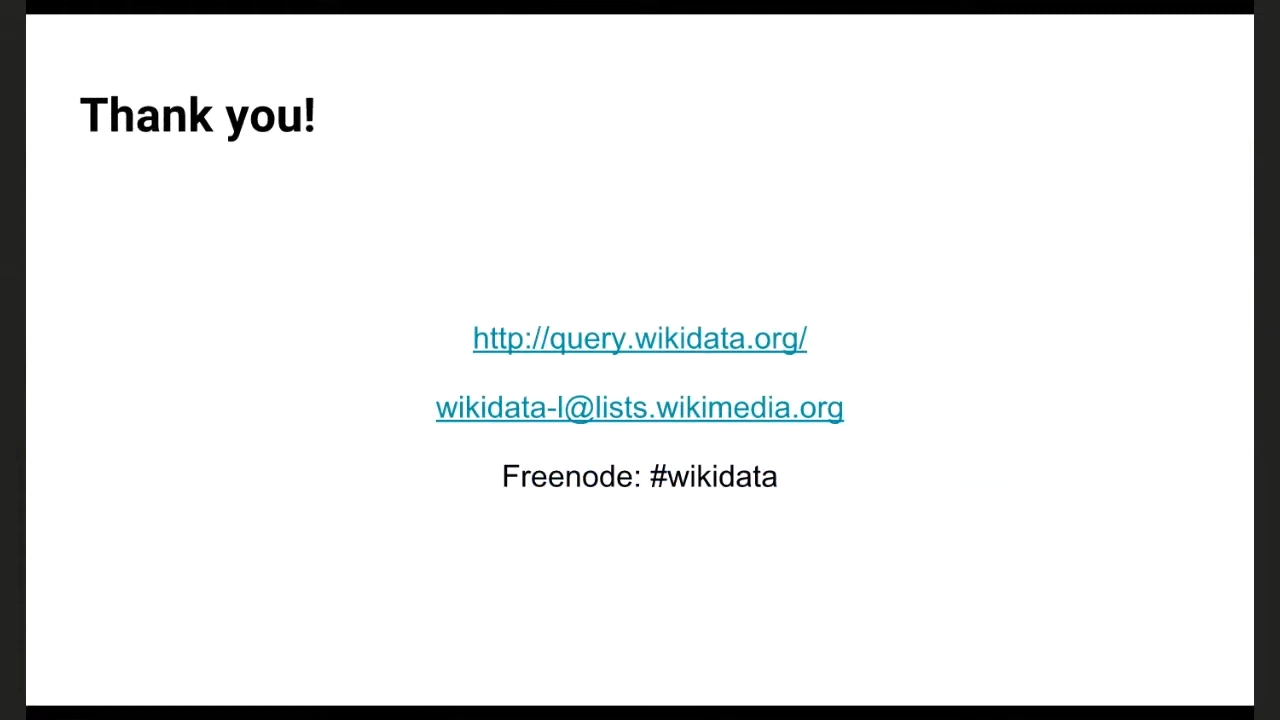 Thank you!
http://query.wikidata.org/
wikidata-l@lists.wikimedia.org
Freenode: #wikidata